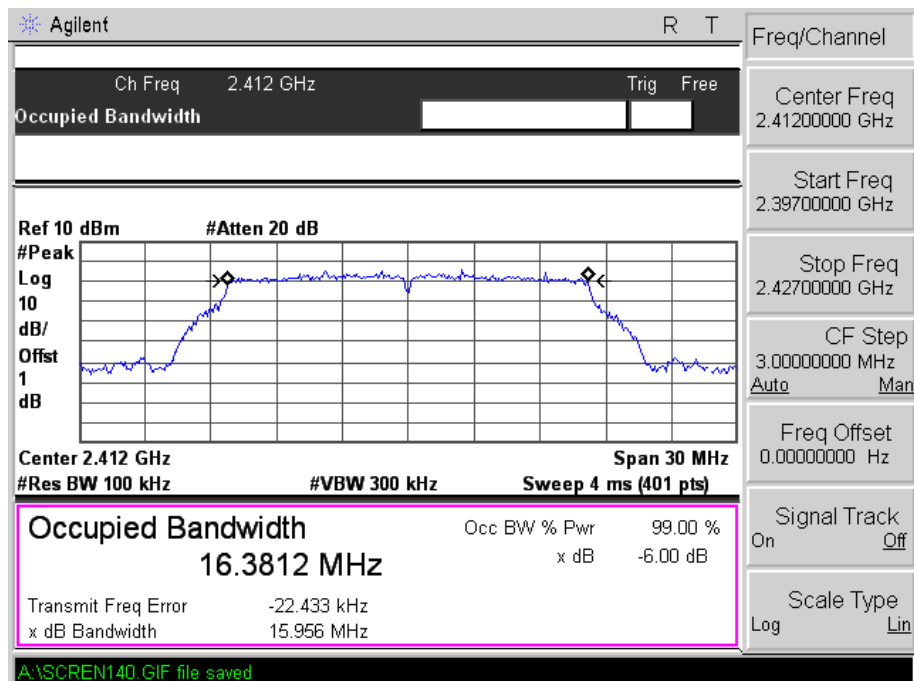 Agilent R T
Ch Freq 2.412 GHz Trig Free
Occupied Bandwidth
Ref 10 dBm #Atten 20 dB
#Peak
Log
10
dB/
Offst
1
dB
Center 2.412 GHz Span 30 MHz
#Res BW 100 kHz #VBW 300 kHz Sweep 4 ms (401 pts)
Occupied Bandwidth Occ BW % Pwr 99.00 %
16.3812 MHz x dB -6.00 dB
Transmit Freq Error -22.433 kHz
x dB Bandwidth 15.956 MHz
A:\SCREN140.GIF file saved
Freq/Channel
Center Freq
2.41200000 GHz
Start Freq
2.39700000 GHz
Stop Freq
2.42700000 GHz
CF Step
3.00000000 MHz
Auto Man
Freq Offset
0.00000000 Hz
Signal Track
On Off
Scale Type
Log Lin